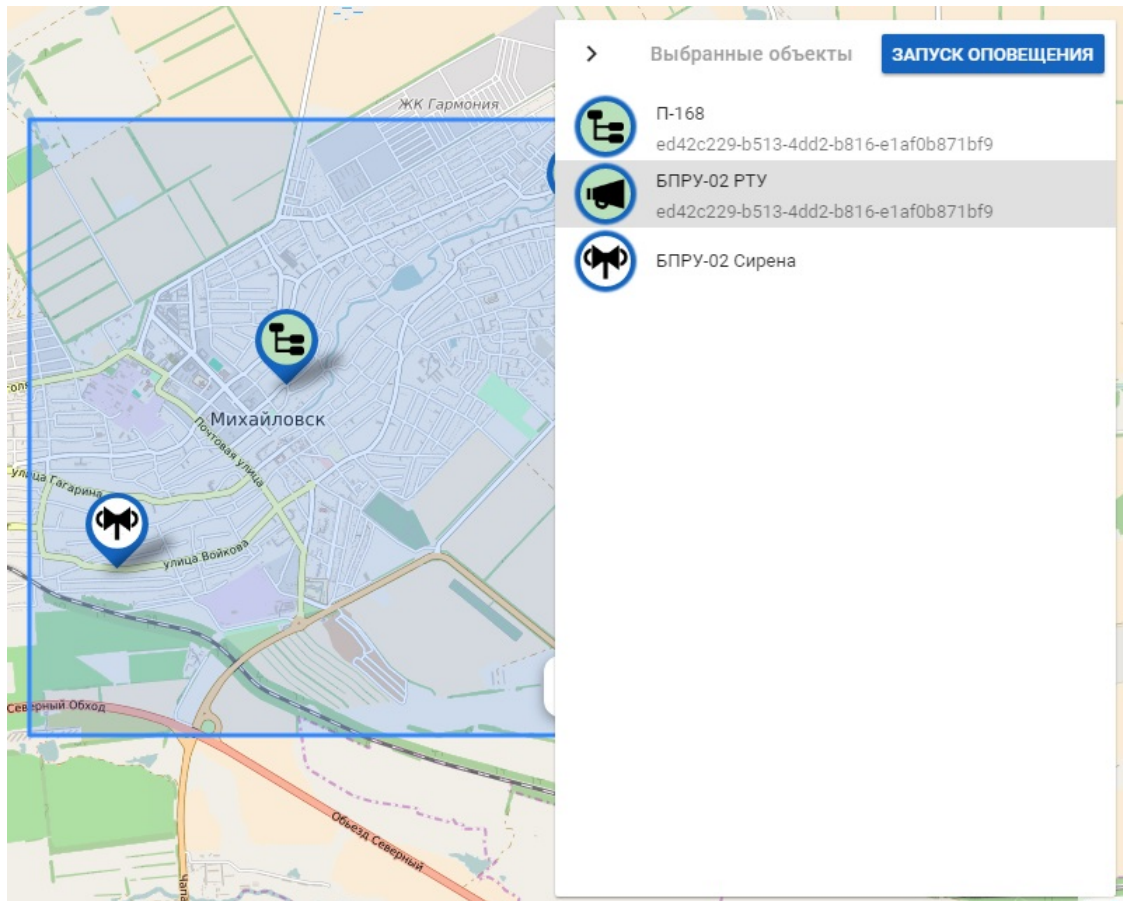 Выбранные объекты
ЗАПУСК ОПОВЕЩЕНИЯ
П-168
ed42c229-b513-4dd2-b816-e1af0b871bf9
БПРУ-02 РТУ
ed42c229-b513-4dd2-b816-e1af0b871bf9
БПРУ-02 Сирена
ЖК Гармония
Михайловск
Почтовая улица
улица Гагарина
улица Войкова
Северный Обход
Обьезд Северный